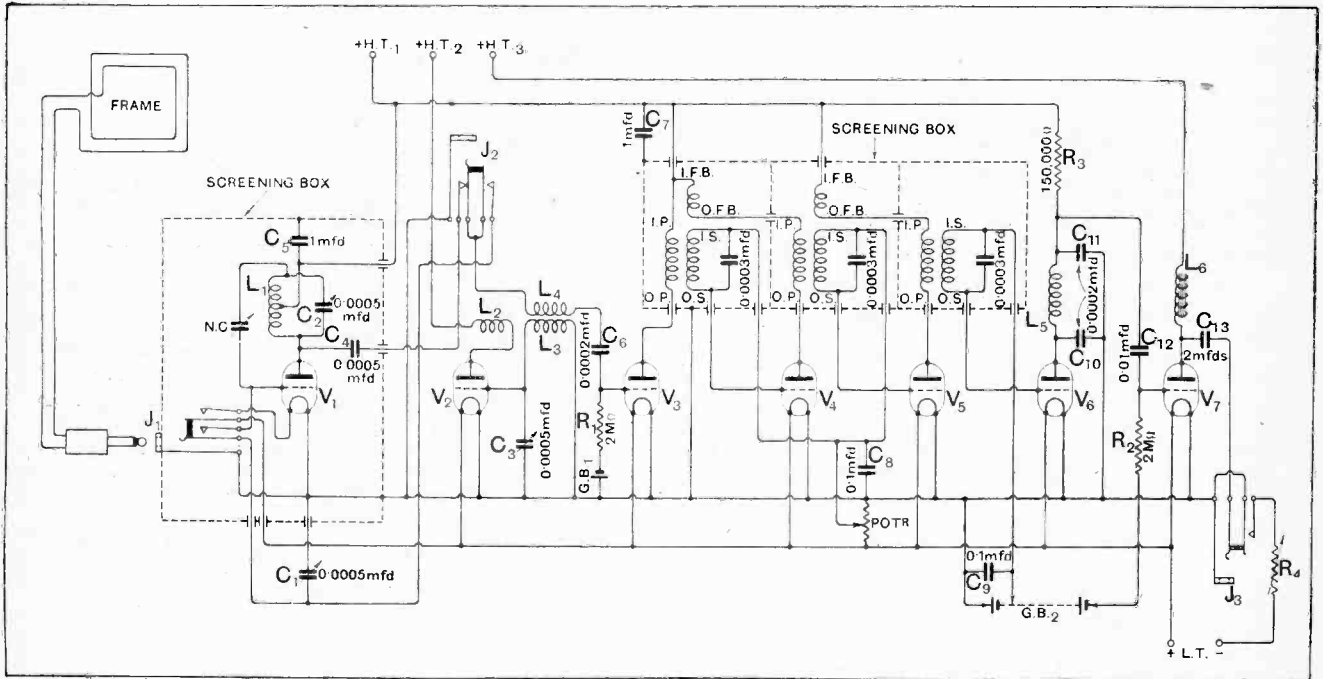 +H.T.1
+H.T.2
+H.T.3
FRAME
SCREENING BOX
C5
1mfd
L1
C2
0.0005 mfd
N.C
C4
0.0005 mfd
V1
J1
C1
0.0005mfd
J2
L2
L4
L3
V2
C3
0.0005mfd
C6
0.0002mfd
R1
2MΩ
G.B.1
V3
1mfd
C7
SCREENING BOX
I.F.B.
O.F.B.
I.P.
I.S.
O.P.
O.S.
0.0003mfd
I.P.
I.F.B.
O.F.B.
I.S.
O.P.
O.S.
0.0003mfd
I.P.
I.S.
O.P.
O.S.
0.0003mfd
V4
V5
C8
0.1mfd
POTR
150,000Ω
R3
C11
0.0002mfd
C10
L5
V6
0.01mfd
C12
R2
2MΩ
L6
C13
2mfds
V7
0.1mfd
C9
G.B.2
J3
R4
+ L.T. -